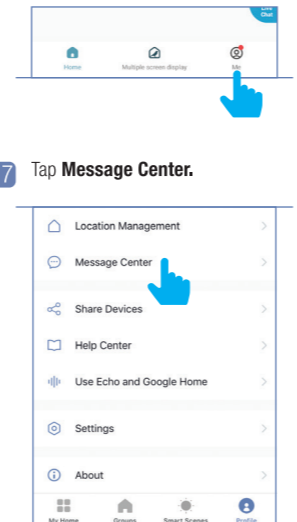 Live
Chat
Home
Multiple screen display
Me
7
Tap Message Center.
Location Management
Message Center
Share Devices
Help Center
Use Echo and Google Home
Settings
About
My Home
Groups
Smart Scenes
Profile